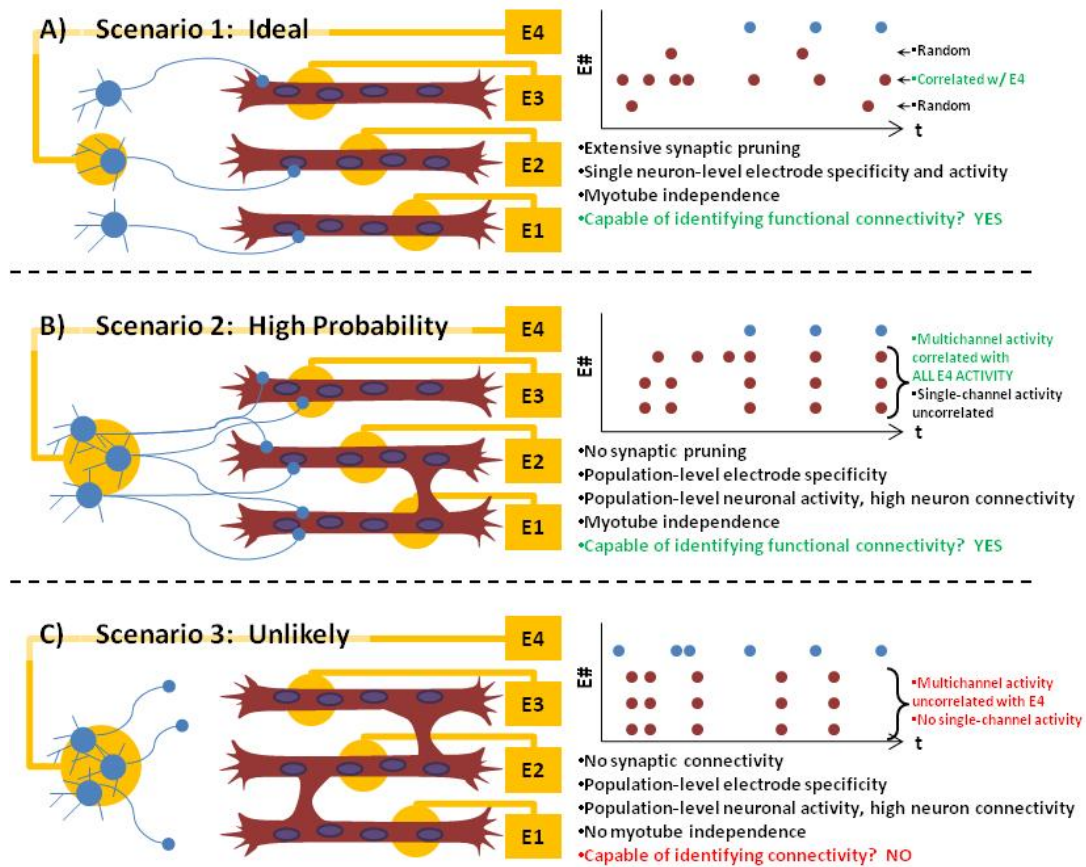 A) Scenario 1: Ideal
E4
E3
E2
E1
E#
t
▪Random
▪Correlated w/ E4
▪Random
•Extensive synaptic pruning
•Single neuron-level electrode specificity and activity
•Myotube independence
•Capable of identifying functional connectivity? YES
B) Scenario 2: High Probability
E4
E3
E2
E1
E#
t
▪Multichannel activity
correlated with
ALL E4 ACTIVITY
▪Single-channel activity
uncorrelated
•No synaptic pruning
•Population-level electrode specificity
•Population-level neuronal activity, high neuron connectivity
•Myotube independence
•Capable of identifying functional connectivity? YES
C) Scenario 3: Unlikely
E4
E3
E2
E1
E#
t
▪Multichannel activity
uncorrelated with E4
▪No single-channel activity
•No synaptic connectivity
•Population-level electrode specificity
•Population-level neuronal activity, high neuron connectivity
•No myotube independence
•Capable of identifying connectivity? NO